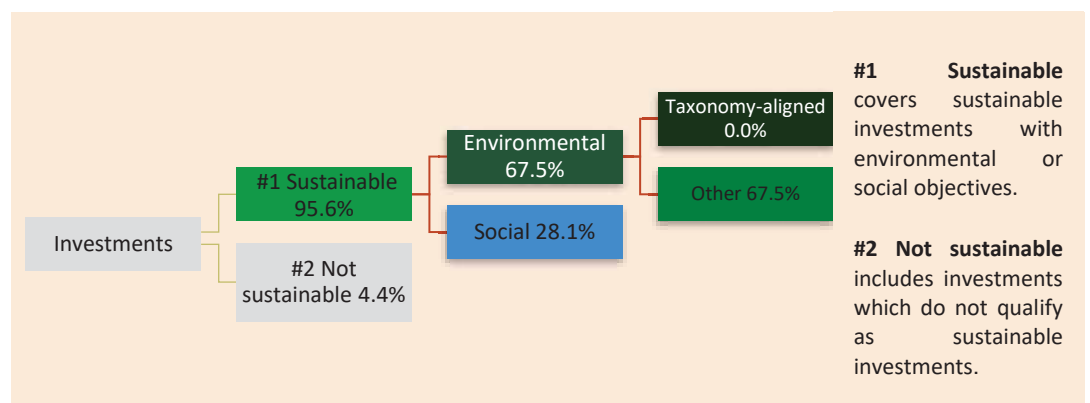 Investments
#1 Sustainable
95.6%
#2 Not
sustainable 4.4%
Environmental
67.5%
Social 28.1%
Taxonomy-aligned
0.0%
Other 67.5%
#1 Sustainable
covers sustainable
investments with
environmental or
social objectives.
#2 Not sustainable
includes investments
which do not qualify
as sustainable
investments.